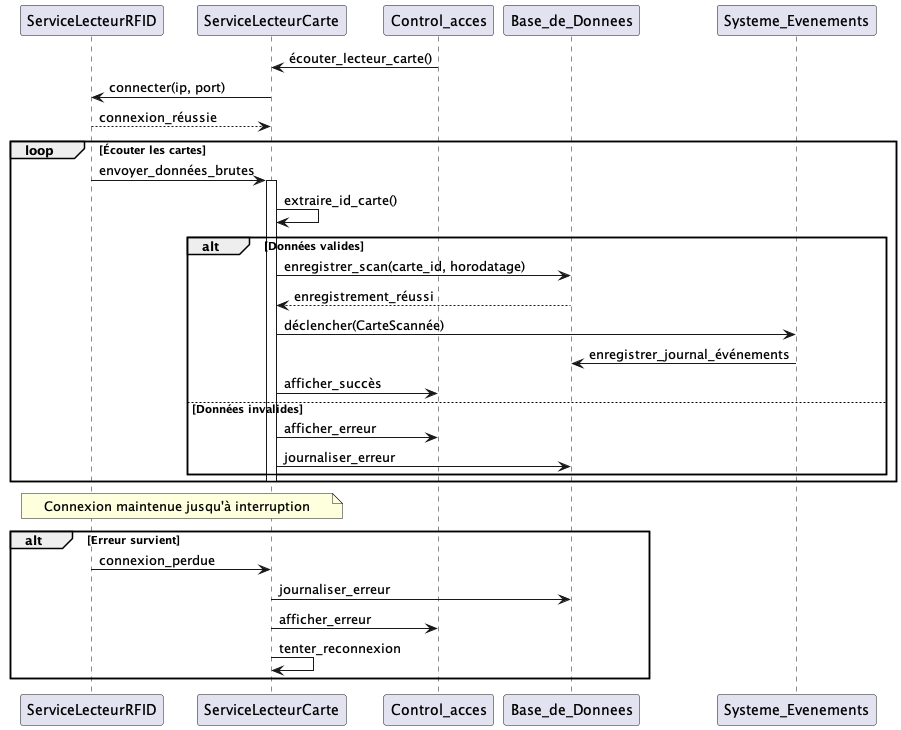 ServiceLecteurRFID
ServiceLecteurCarte
Control_acces
Base_de_Donnees
Systeme_Evenements
écouter_lecteur_carte()
connecter(ip, port)
connexion_réussie
loop
[Écouter les cartes]
envoyer_données_brutes
extraire_id_carte()
alt
[Données valides]
enregistrer_scan(carte_id, horodatage)
enregistrement_réussi
déclencher(CarteScannée)
enregistrer_journal_événements
afficher_succès
[Données invalides]
afficher_erreur
journaliser_erreur
Connexion maintenue jusqu'à interruption
alt
[Erreur survient]
connexion_perdue
journaliser_erreur
afficher_erreur
tenter_reconnexion
ServiceLecteurRFID
ServiceLecteurCarte
Control_acces
Base_de_Donnees
Systeme_Evenements